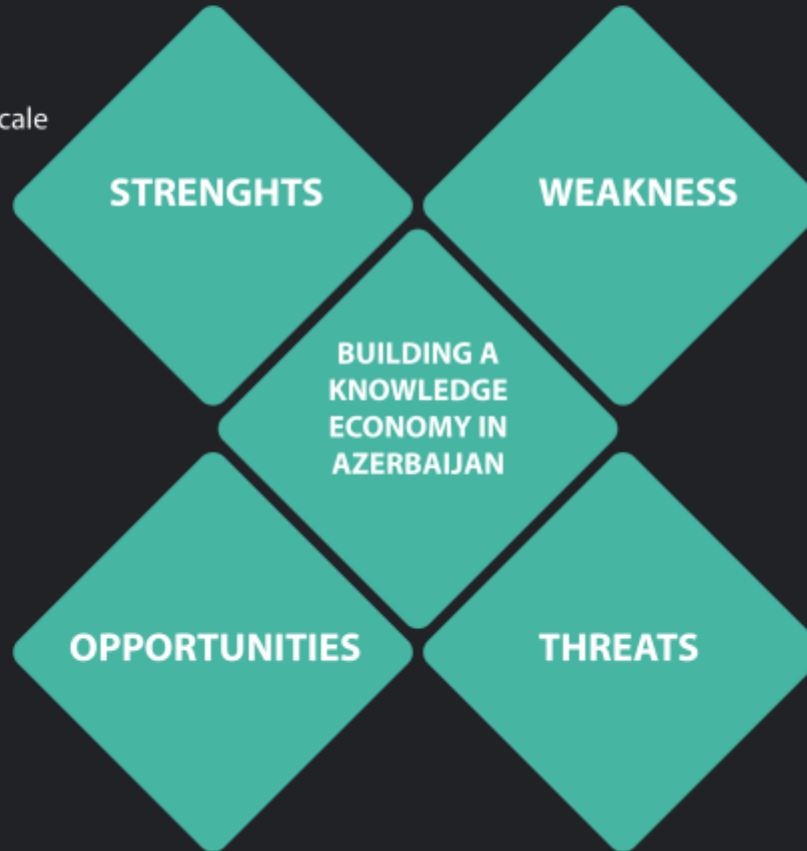 cale
STRENGHTS
WEAKNESS
BUILDING A
KNOWLEDGE
ECONOMY IN
AZERBAIJAN
OPPORTUNITIES
THREATS